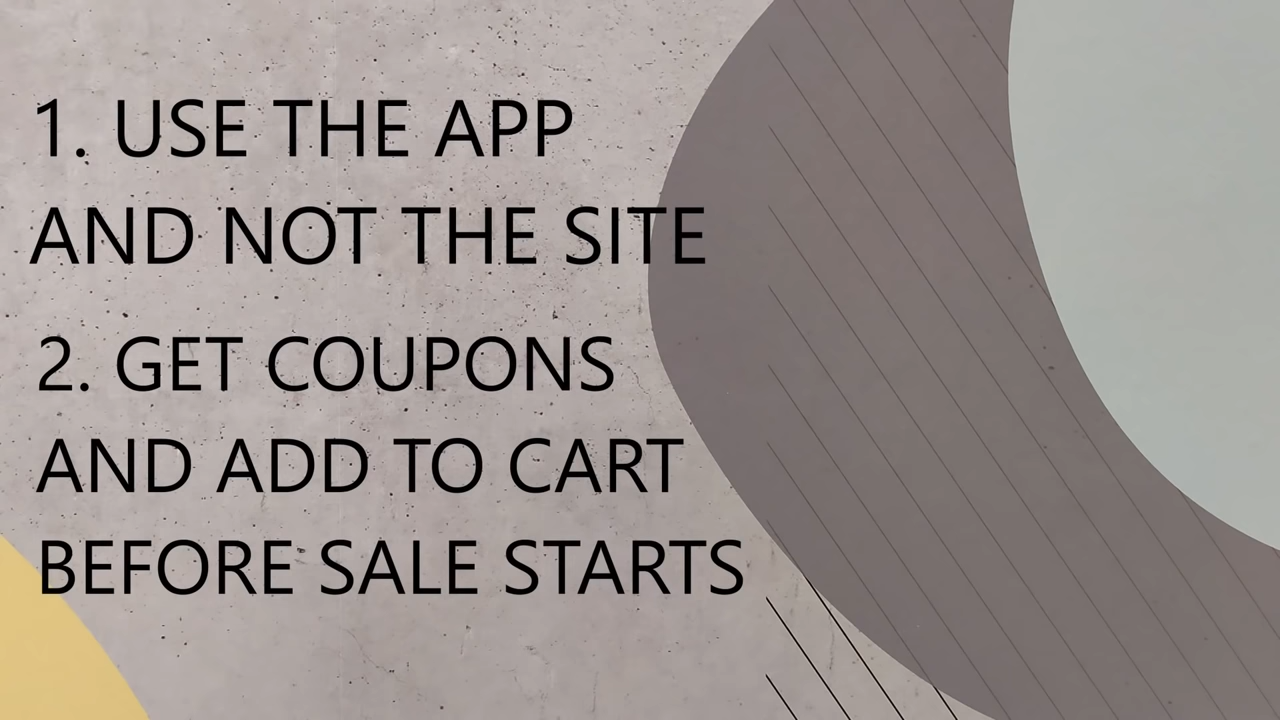 1. USE THE APP
AND NOT THE SITE
2. GET COUPONS
AND ADD TO CART
BEFORE SALE STARTS